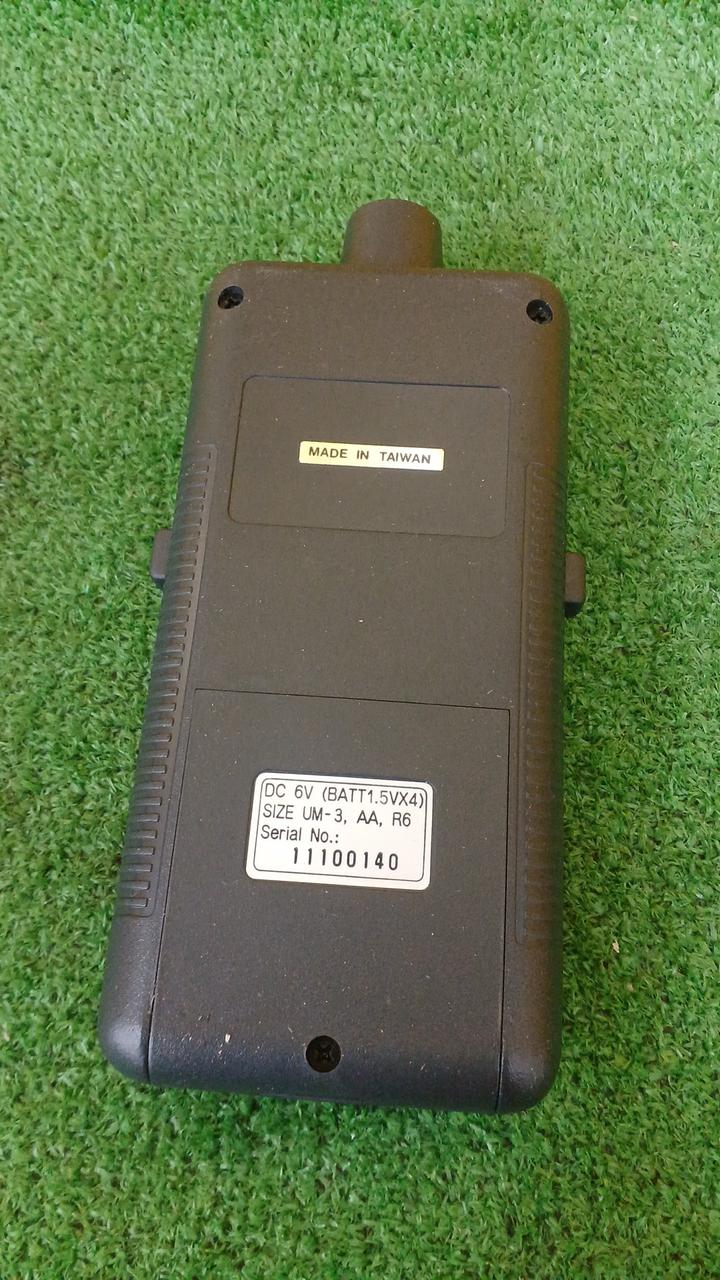 MADE IN TAIWAN
DC 6V (BATT1.5VX4)
SIZE UM-3, AA, R6
Serial No.:
11100140